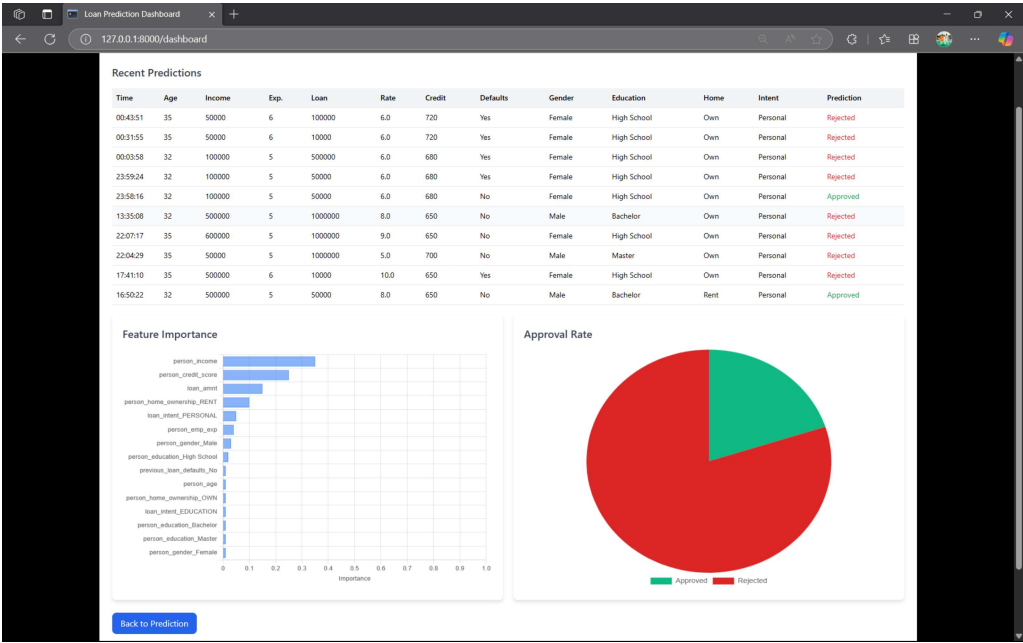 Loan Prediction Dashboard
127.0.0.1:8000/dashboard
Recent Predictions
Time Age Income Exp. Loan Rate Credit Defaults Gender Education Home Intent Prediction
00:43:51 35 50000 6 100000 6.0 720 Yes Female High School Own Personal Rejected
00:31:55 35 50000 6 10000 6.0 720 Yes Female High School Own Personal Rejected
00:03:58 32 100000 5 500000 6.0 680 Yes Female High School Own Personal Rejected
23:59:24 32 100000 5 50000 6.0 680 Yes Female High School Own Personal Rejected
23:58:16 32 100000 5 50000 6.0 680 No Female High School Own Personal Approved
13:35:08 32 500000 5 1000000 8.0 650 No Male Bachelor Own Personal Rejected
22:07:17 35 600000 5 1000000 9.0 650 No Female High School Own Personal Rejected
22:04:29 35 50000 5 1000000 5.0 700 No Male Master Own Personal Rejected
17:41:10 35 500000 6 10000 10.0 650 Yes Female High School Own Personal Rejected
16:50:22 32 500000 5 50000 8.0 650 No Male Bachelor Rent Personal Approved
Feature Importance
person_income
person_credit_score
loan_amnt
person_home_ownership_RENT
loan_intent_PERSONAL
person_emp_exp
person_gender_Male
person_education_High School
previous_loan_defaults_No
person_age
person_home_ownership_OWN
loan_intent_EDUCATION
person_education_Bachelor
person_education_Master
person_gender_Female
0 0.1 0.2 0.3 0.4 0.5 0.6 0.7 0.8 0.9 1.0
Importance
Approval Rate
Approved Rejected
Back to Prediction